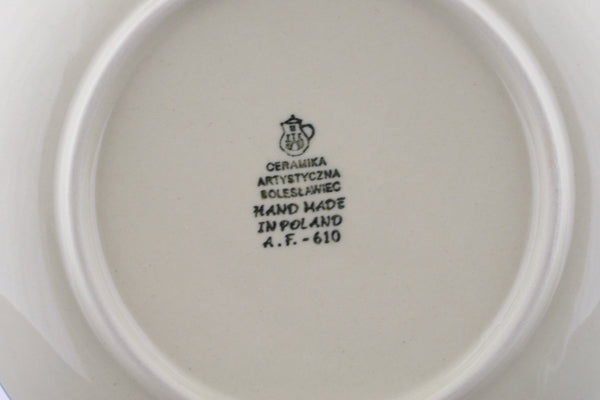 CERAMIKA
ARTYSTYCZNA
BOLESŁAWIEC
HAND MADE
IN POLAND
A.F.-610